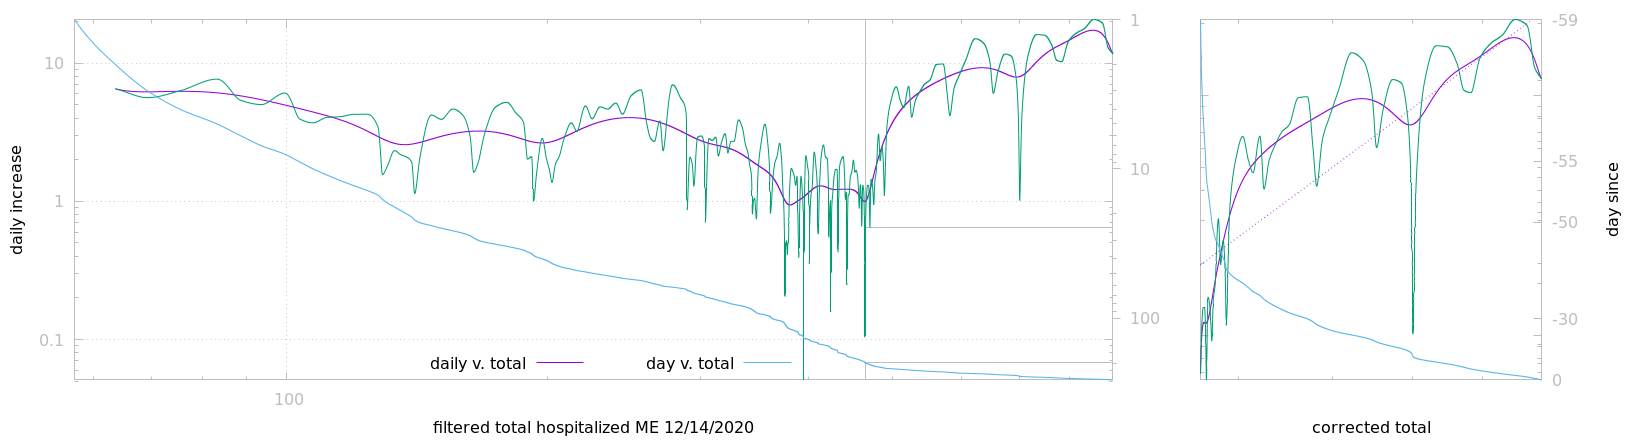 1
-59
10
daily increase
10
-55
day since
1
-50
100
-30
0.1
daily v. total
day v. total
0
100
filtered total hospitalized ME 12/14/2020
corrected total